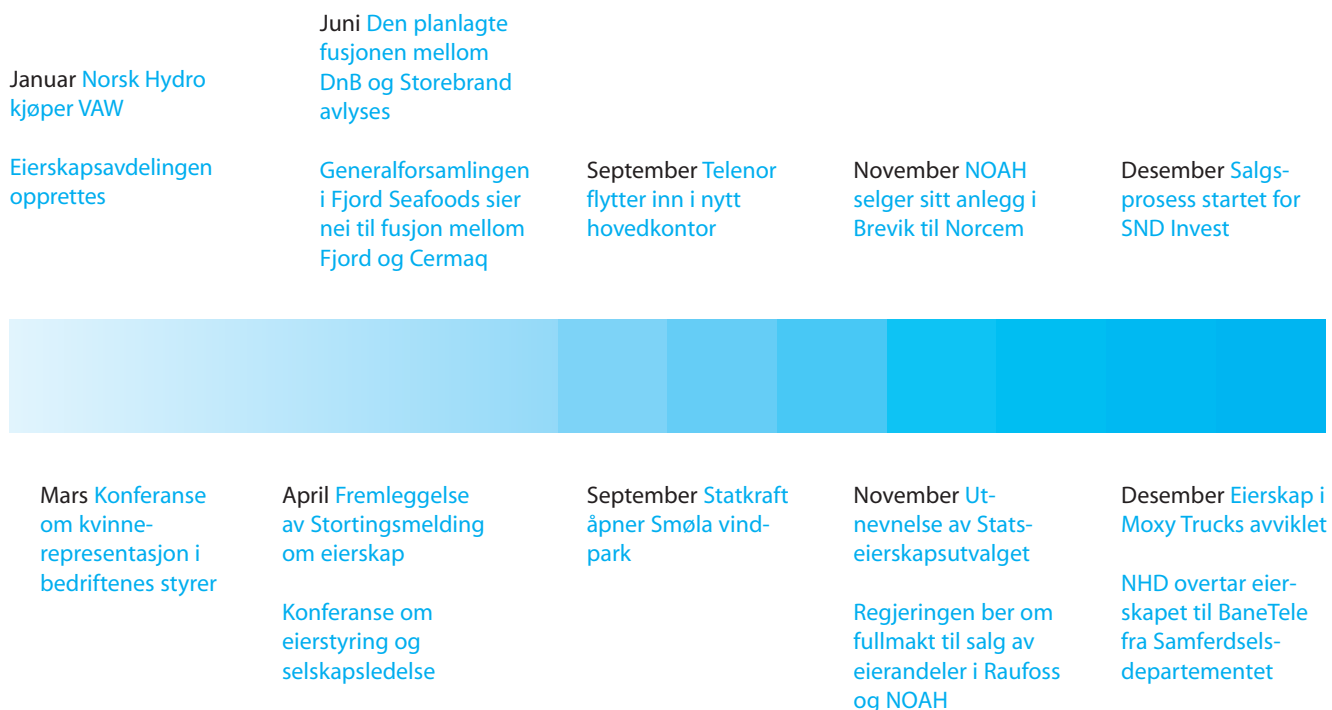 Januar Norsk Hydro
kjøper VAW
Eierskapsavdelingen
opprettes
Juni Den planlagte
fusjonen mellom
DnB og Storebrand
avlyses
Generalforsamlingen
i Fjord Seafoods sier
nei til fusjon mellom
Fjord og Cermaq
September Telenor
flytter inn i nytt
hovedkontor
November NOAH
selger sitt anlegg i
Brevik til Norcem
Desember Salgs-
prosess startet for
SND Invest
Mars Konferanse
om kvinne-
representasjon i
bedriftenes styrer
April Fremleggelse
av Stortingsmelding
om eierskap
Konferanse om
eierstyring og
selskapsledelse
September Statkraft
åpner Smøla vind-
park
November Ut-
nevnelse av Stats-
eierskapsutvalget
Regjeringen ber om
fullmakt til salg av
eierandeler i Raufoss
og NOAH
Desember Eierskap i
Moxy Trucks avviklet
NHD overtar eier-
skapet til BaneTele
fra Samferdsels-
departementet